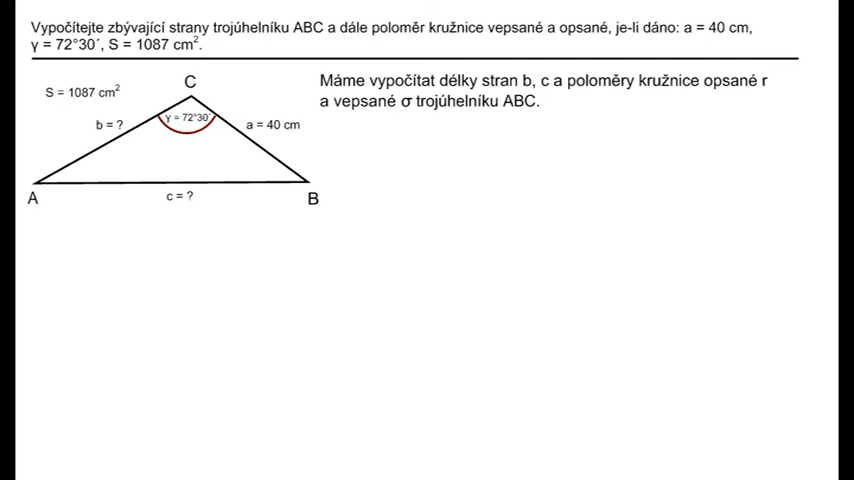 Vypočítejte zbývající strany trojúhelníku ABC a dále poloměr kružnice vepsané a opsané, je-li dáno: a = 40 cm,
γ = 72°30´, S = 1087 cm².
Máme vypočítat délky stran b, c a poloměry kružnice opsané r
a vepsané σ trojúhelníku ABC.
S = 1087 cm²
C
γ = 72°30´
b = ?
a = 40 cm
A
c = ?
B